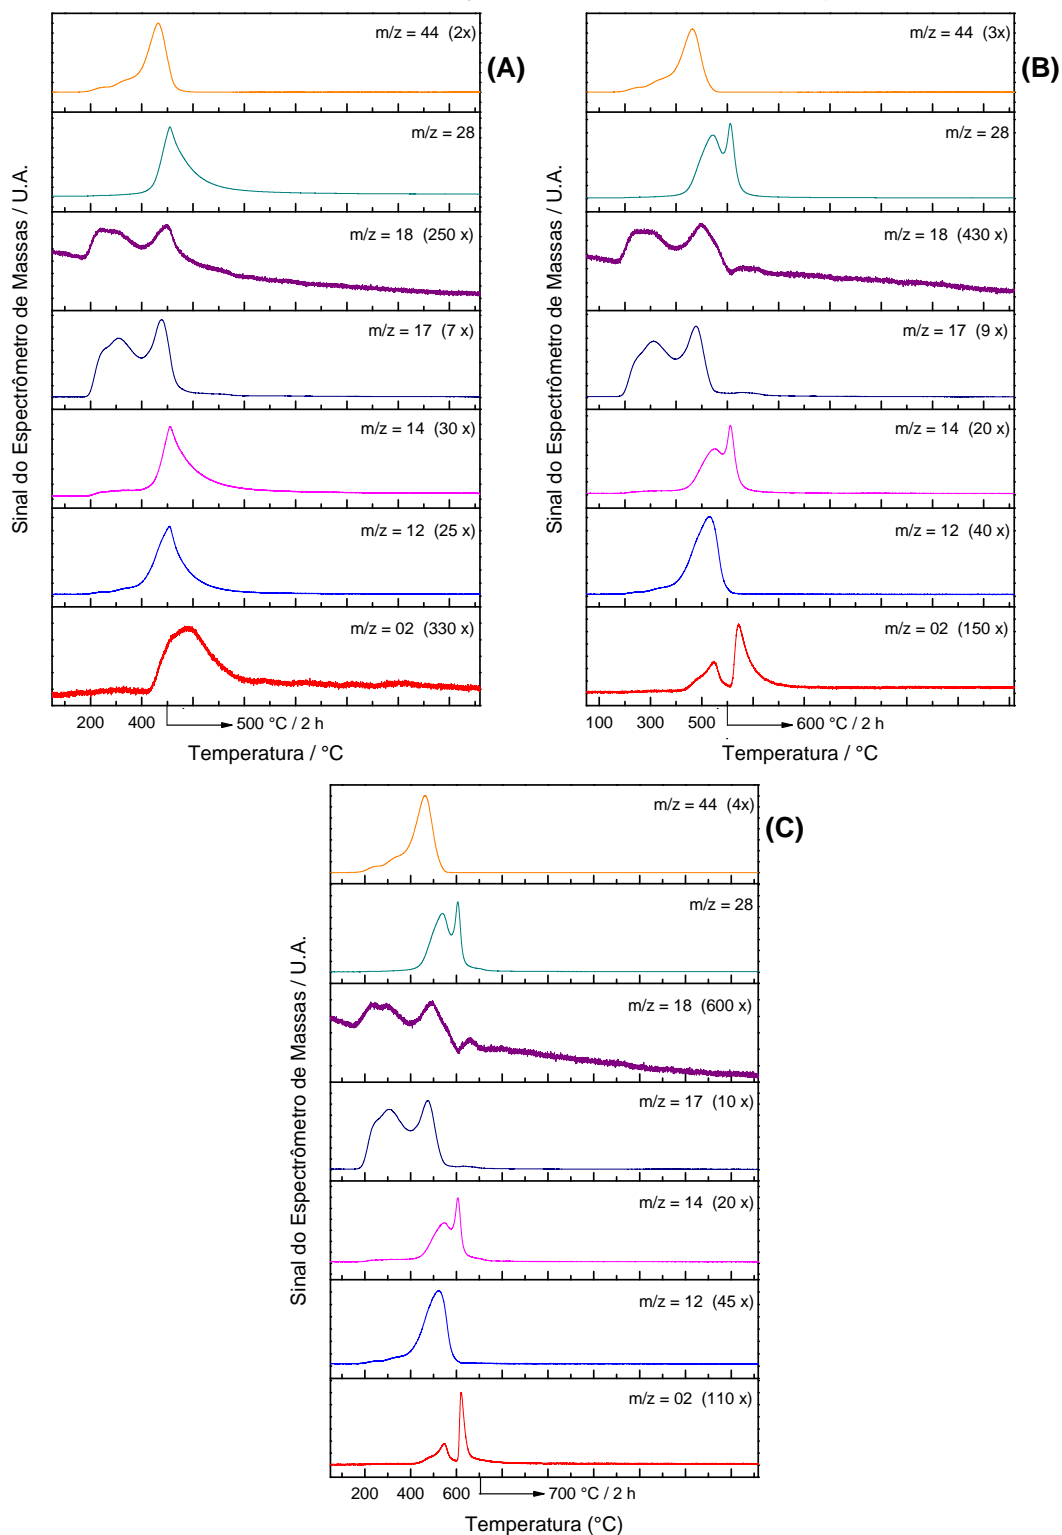 m/z = 44 (2x)
(A)
m/z = 28
m/z = 18 (250 x)
m/z = 17 (7 x)
m/z = 14 (30 x)
m/z = 12 (25 x)
m/z = 02 (330 x)
Sinal do Espectrômetro de Massas / U.A.
200 400 500 °C / 2 h
Temperatura / °C
m/z = 44 (3x)
(B)
m/z = 28
m/z = 18 (430 x)
m/z = 17 (9 x)
m/z = 14 (20 x)
m/z = 12 (40 x)
m/z = 02 (150 x)
Sinal do Espectrômetro de Massas / U.A.
100 300 500 600 °C / 2 h
Temperatura / °C
m/z = 44 (4x)
(C)
m/z = 28
m/z = 18 (600 x)
m/z = 17 (10 x)
m/z = 14 (20 x)
m/z = 12 (45 x)
m/z = 02 (110 x)
Sinal do Espectrômetro de Massas / U.A.
200 400 600 700 °C / 2 h
Temperatura (°C)